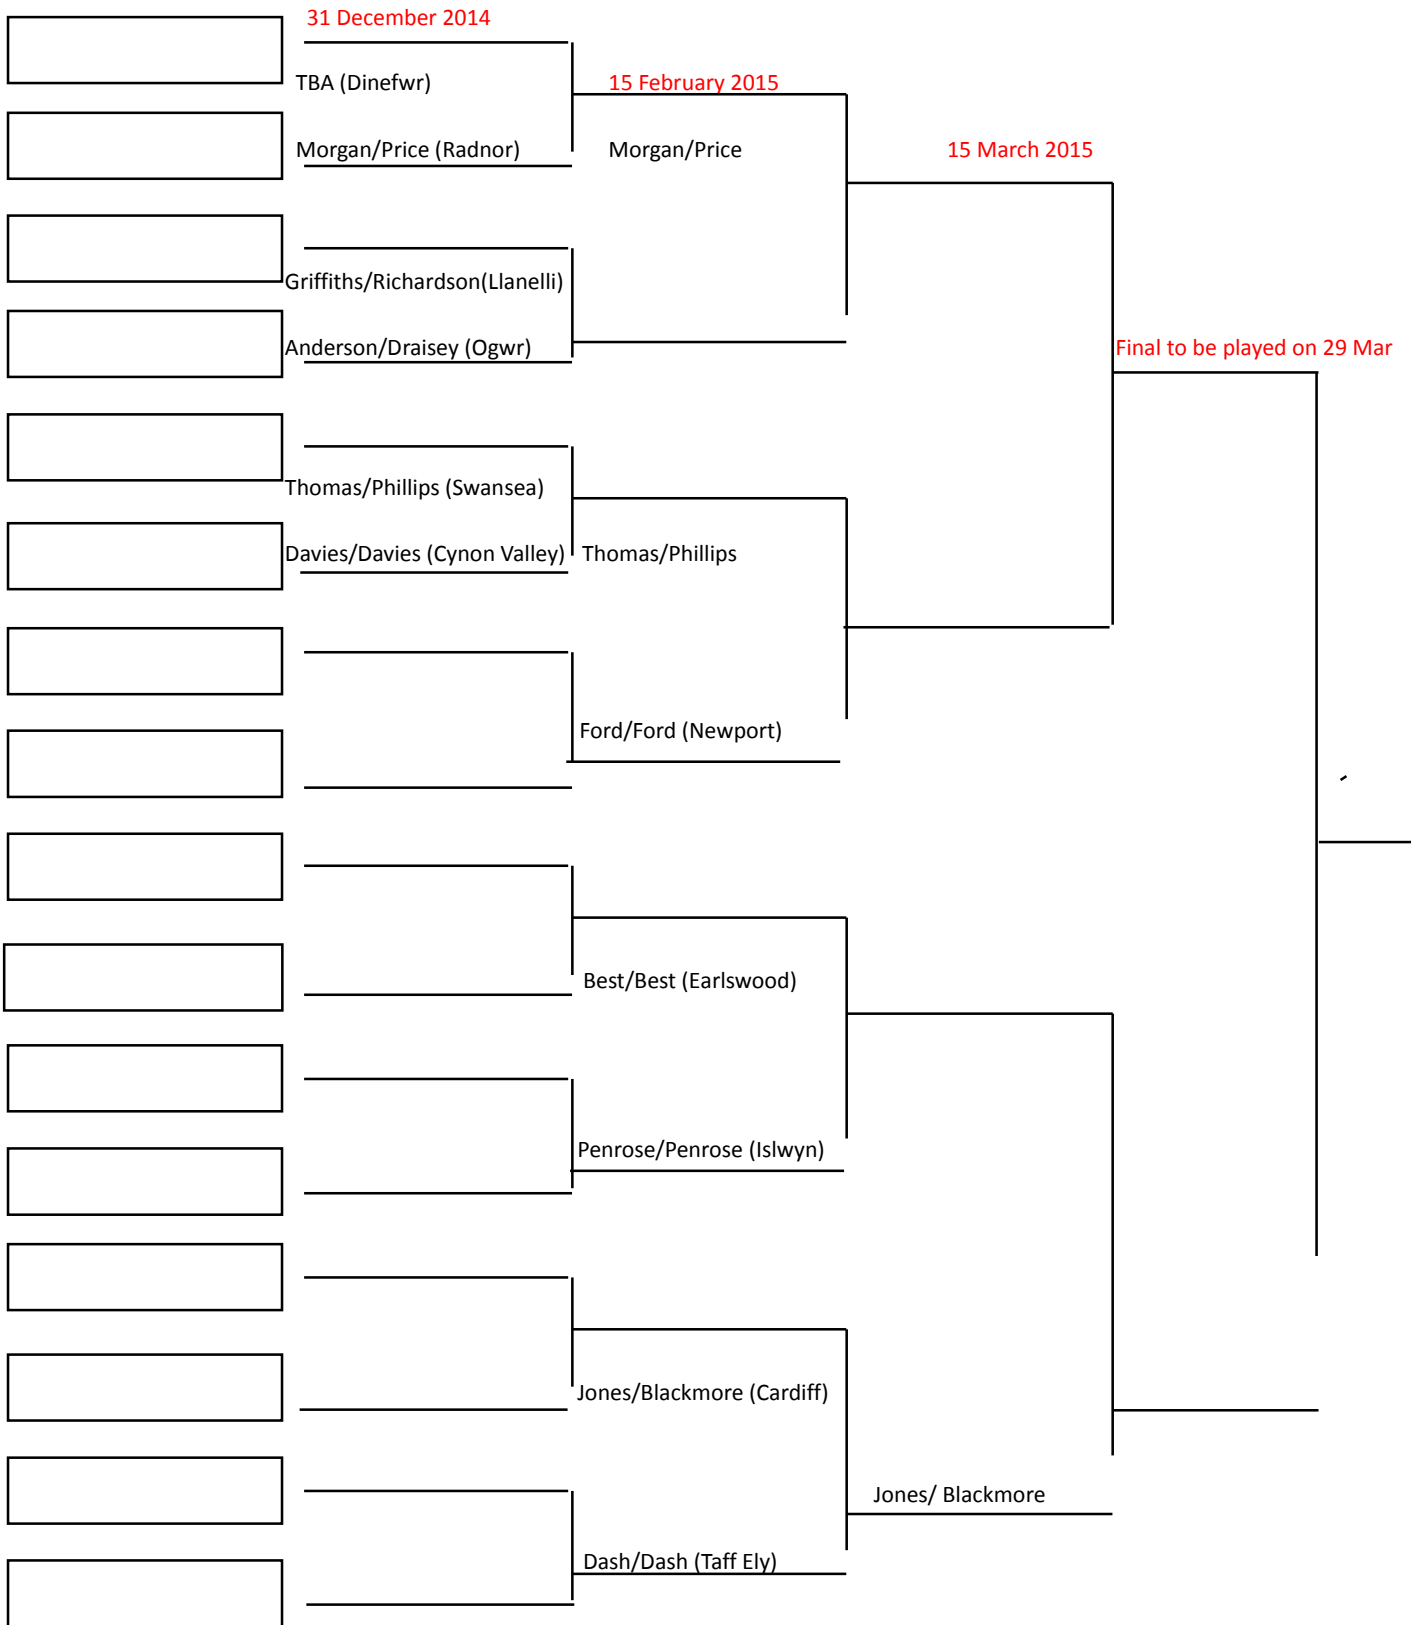 31 December 2014
TBA (Dinefwr)
15 February 2015
Morgan/Price (Radnor)
Morgan/Price
15 March 2015
Griffiths/Richardson(Llanelli)
Anderson/Draisey (Ogwr)
Final to be played on 29 Mar
Thomas/Phillips (Swansea)
Davies/Davies (Cynon Valley)
Thomas/Phillips
Ford/Ford (Newport)
Best/Best (Earlswood)
Penrose/Penrose (Islwyn)
Jones/Blackmore (Cardiff)
Jones/ Blackmore
Dash/Dash (Taff Ely)